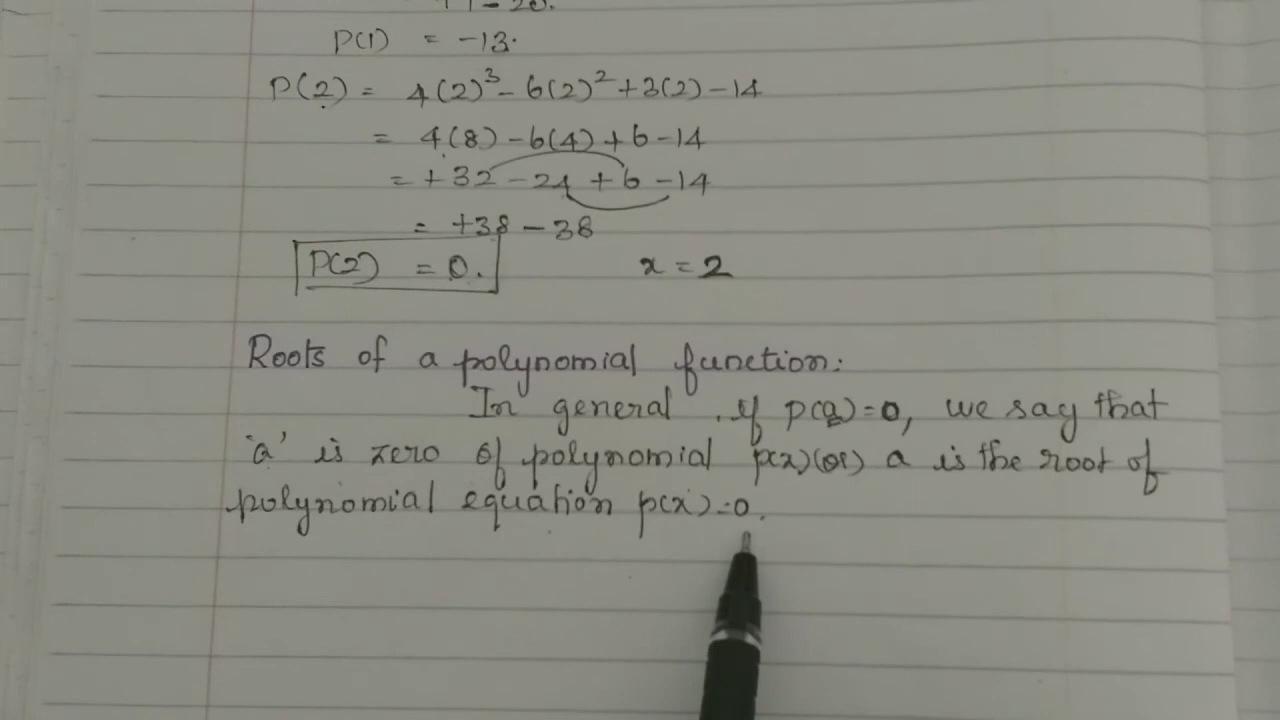 P(1) = -13.
P(2) = 4(2)³ - 6(2)² + 3(2) - 14
= 4(8) - 6(4) + 6 - 14
= +32 - 24 + 6 - 14
= +38 - 38
P(2) = 0. x = 2
Roots of a polynomial function:
In general, if p(a)=0, we say that
'a' is zero of polynomial p(x) (or) a is the root of
polynomial equation p(x)=0.